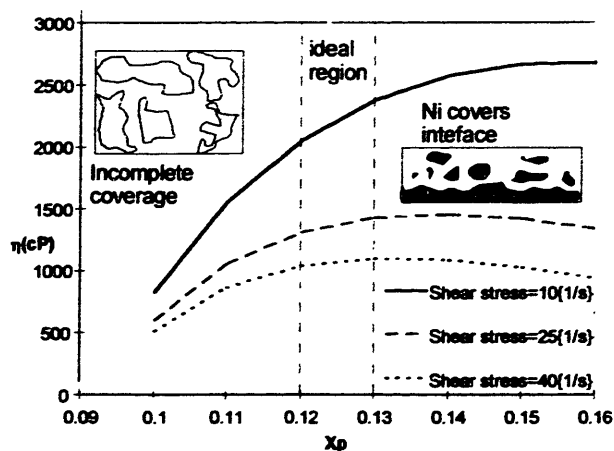 3000
2500
2000
1500
η(cP)
1000
500
0
0.09
0.1
0.11
0.12
0.13
0.14
0.15
0.16
Xp
Incomplete
coverage
ideal
region
Ni covers
inteface
Shear stress=10{1/s}
Shear stress=25{1/s}
Shear stress=40{1/s}